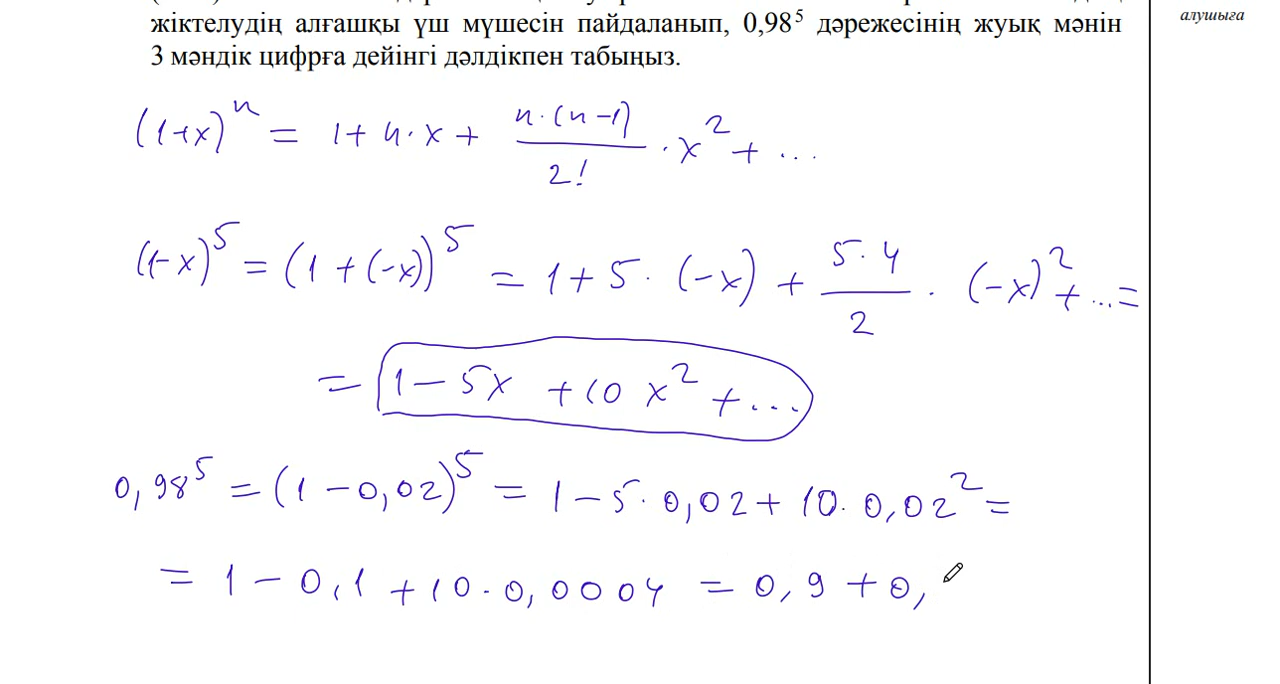 алушыға
жіктелудің алғашқы үш мүшесін пайдаланып, 0,98⁵ дәрежесінің жуық мәнін
3 мәндік цифрға дейінгі дәлдікпен табыңыз.
(1+x)ⁿ = 1 + n·x + n·(n-1)/2! · x² + ...
(1-x)⁵ = (1+(-x))⁵ = 1 + 5·(-x) + 5·4/2 · (-x)² + ... =
= 1 - 5x + 10x² + ...
0,98⁵ = (1-0,02)⁵ = 1 - 5·0,02 + 10·0,02² =
= 1 - 0,1 + 10·0,0004 = 0,9 + 0,